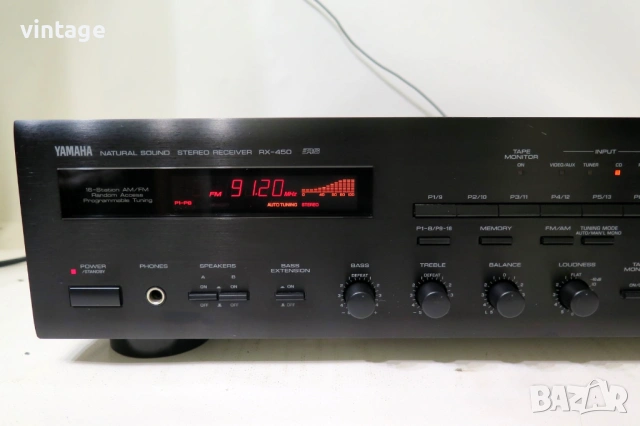 vintage
YAMAHA NATURAL SOUND STEREO RECEIVER RX-450
TAPE MONITOR
INPUT
ON VIDEO/AUX TUNER CD
16-Station AM/FM
Random Access
Programmable Tuning
P1-P8
FM 91.20 MHz
AUTO TUNING STEREO
P1/9 P2/10 P3/11 P4/12 P5/13
P1-8/P9-16 MEMORY FM/AM TUNING MODE
AUTO/MAN'L MONO
POWER
/STANDBY
PHONES
SPEAKERS
A B
ON ON
OFF OFF
BASS EXTENSION
ON
OFF
BASS
DEFEAT
TREBLE
DEFEAT
BALANCE
LOUDNESS
FLAT
BAZAR